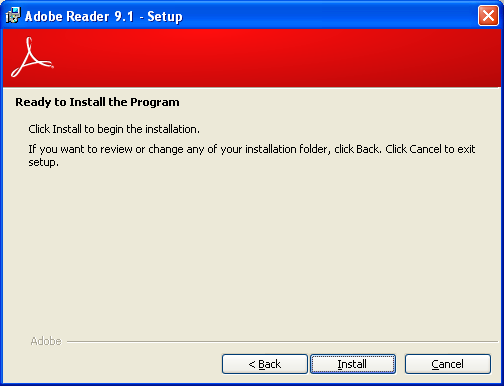 Adobe Reader 9.1 - Setup
Ready to Install the Program
Click Install to begin the installation.
If you want to review or change any of your installation folder, click Back. Click Cancel to exit
setup.
Adobe
< Back
Install
Cancel